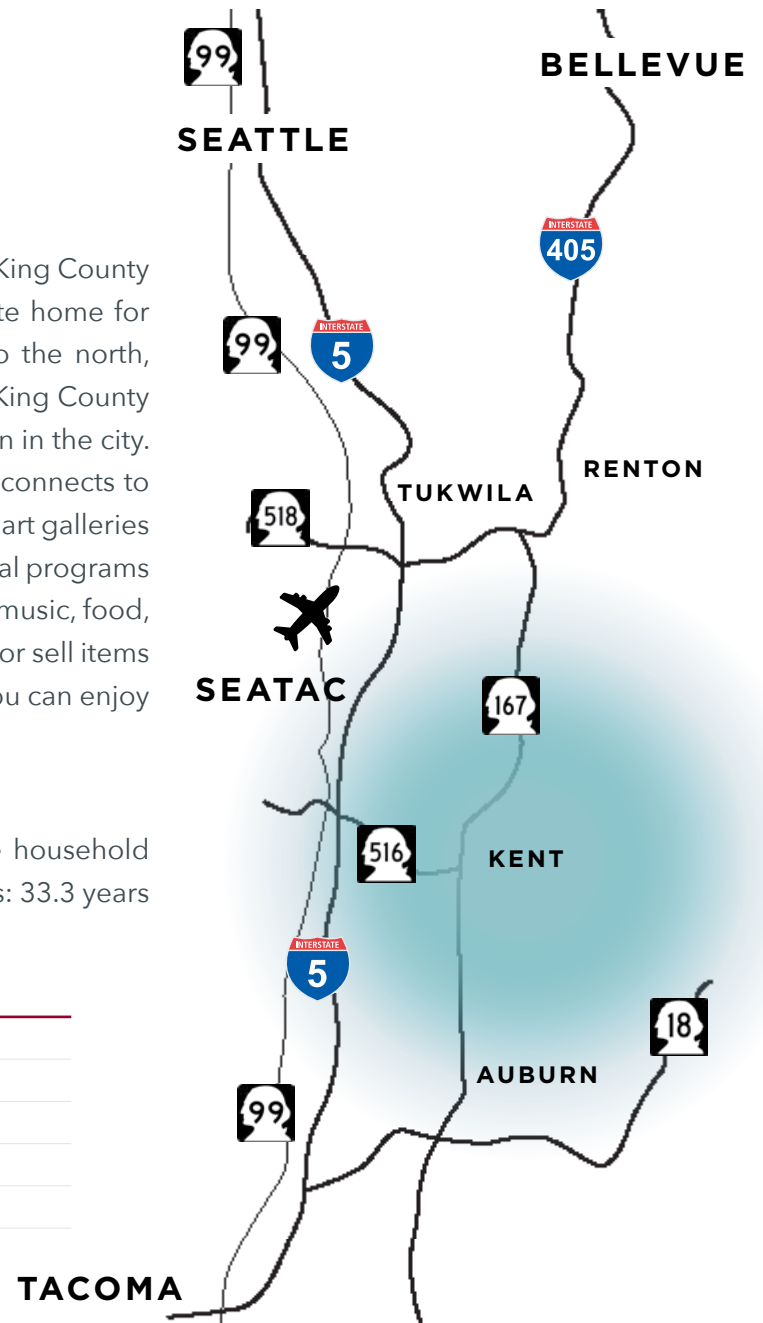 99
BELLEVUE
SEATTLE
INTERSTATE
405
King County
te home for
o the north,
King County
n in the city.
connects to
art galleries
al programs
music, food,
or sell items
ou can enjoy
99
INTERSTATE
5
RENTON
TUKWILA
518
SEATAC
167
household
s: 33.3 years
516
KENT
INTERSTATE
5
18
AUBURN
99
TACOMA